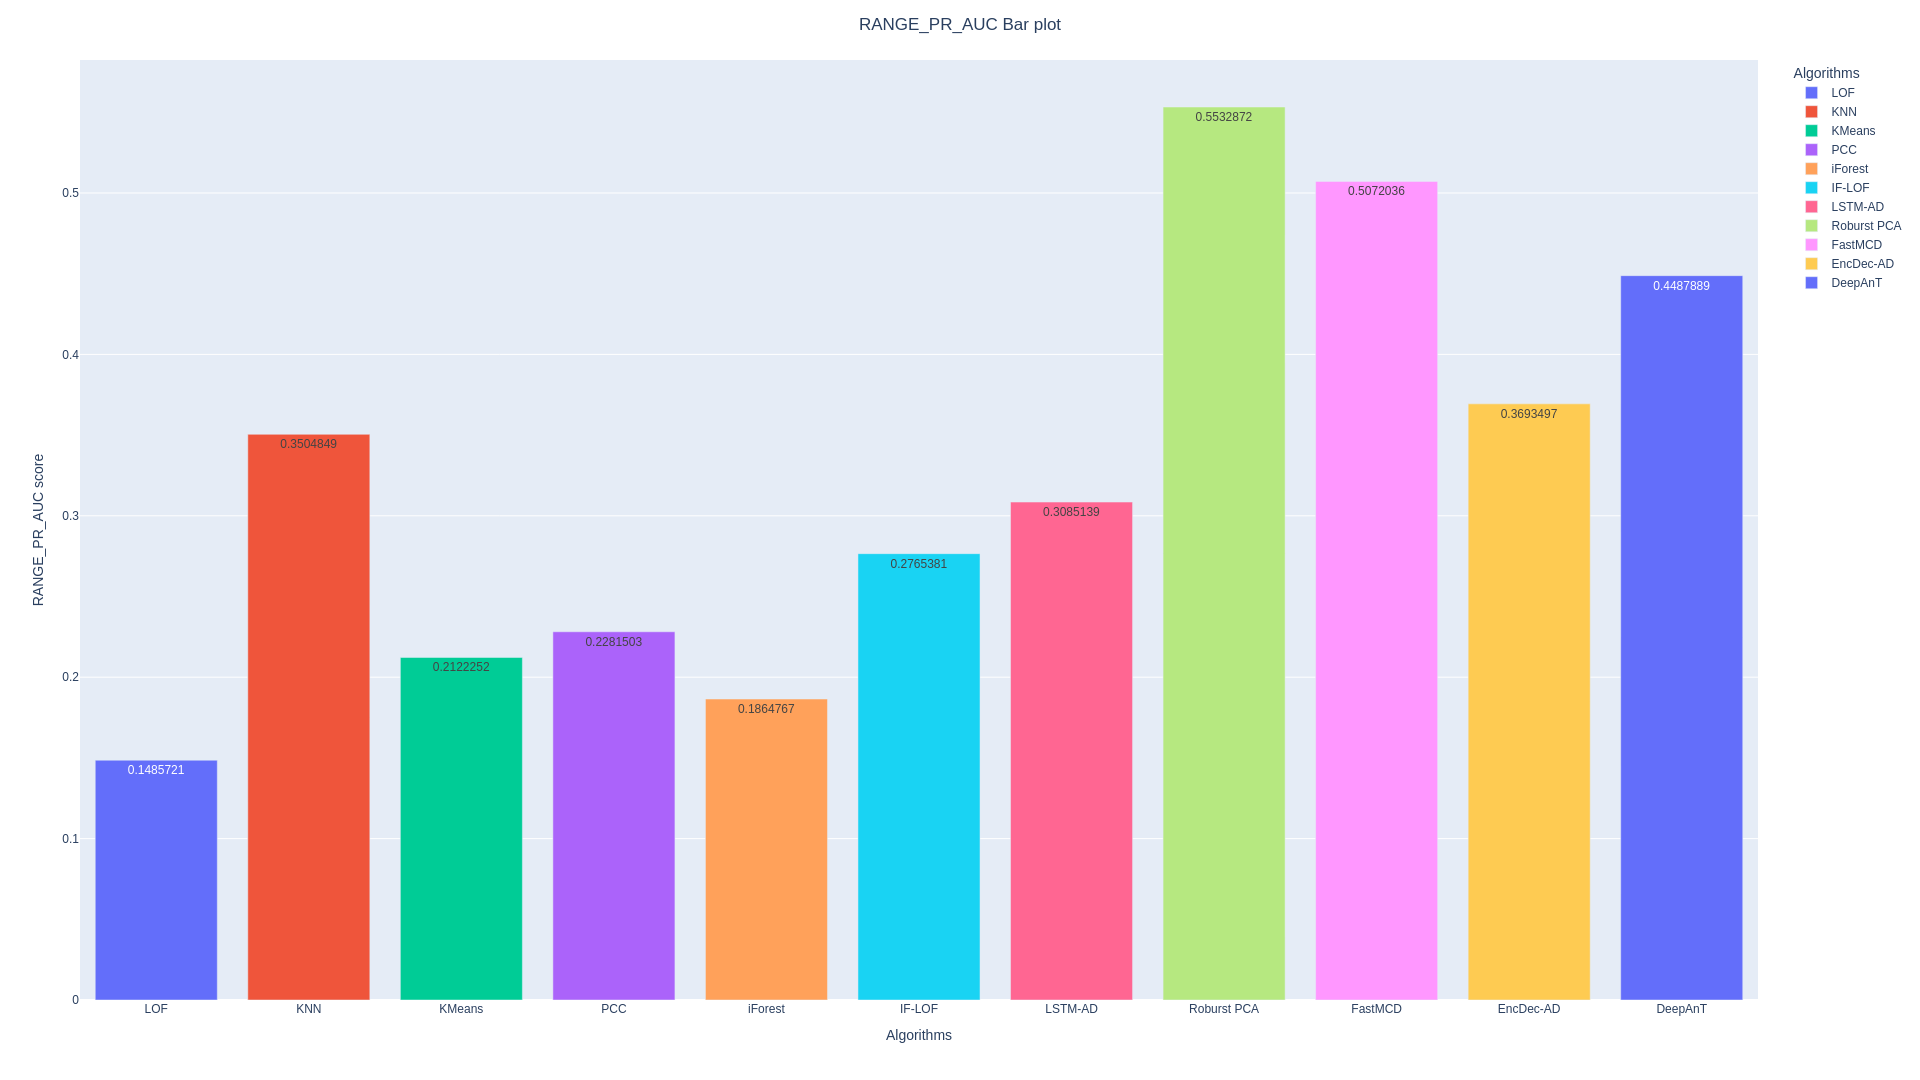 RANGE_PR_AUC Bar plot
Algorithms
LOF
KNN
KMeans
PCC
iForest
IF-LOF
LSTM-AD
Roburst PCA
FastMCD
EncDec-AD
DeepAnT
RANGE_PR_AUC score
0.5
0.4
0.3
0.2
0.1
0
0.1485721
0.3504849
0.2122252
0.2281503
0.1864767
0.2765381
0.3085139
0.5532872
0.5072036
0.3693497
0.4487889
LOF
KNN
KMeans
PCC
iForest
IF-LOF
LSTM-AD
Roburst PCA
FastMCD
EncDec-AD
DeepAnT
Algorithms